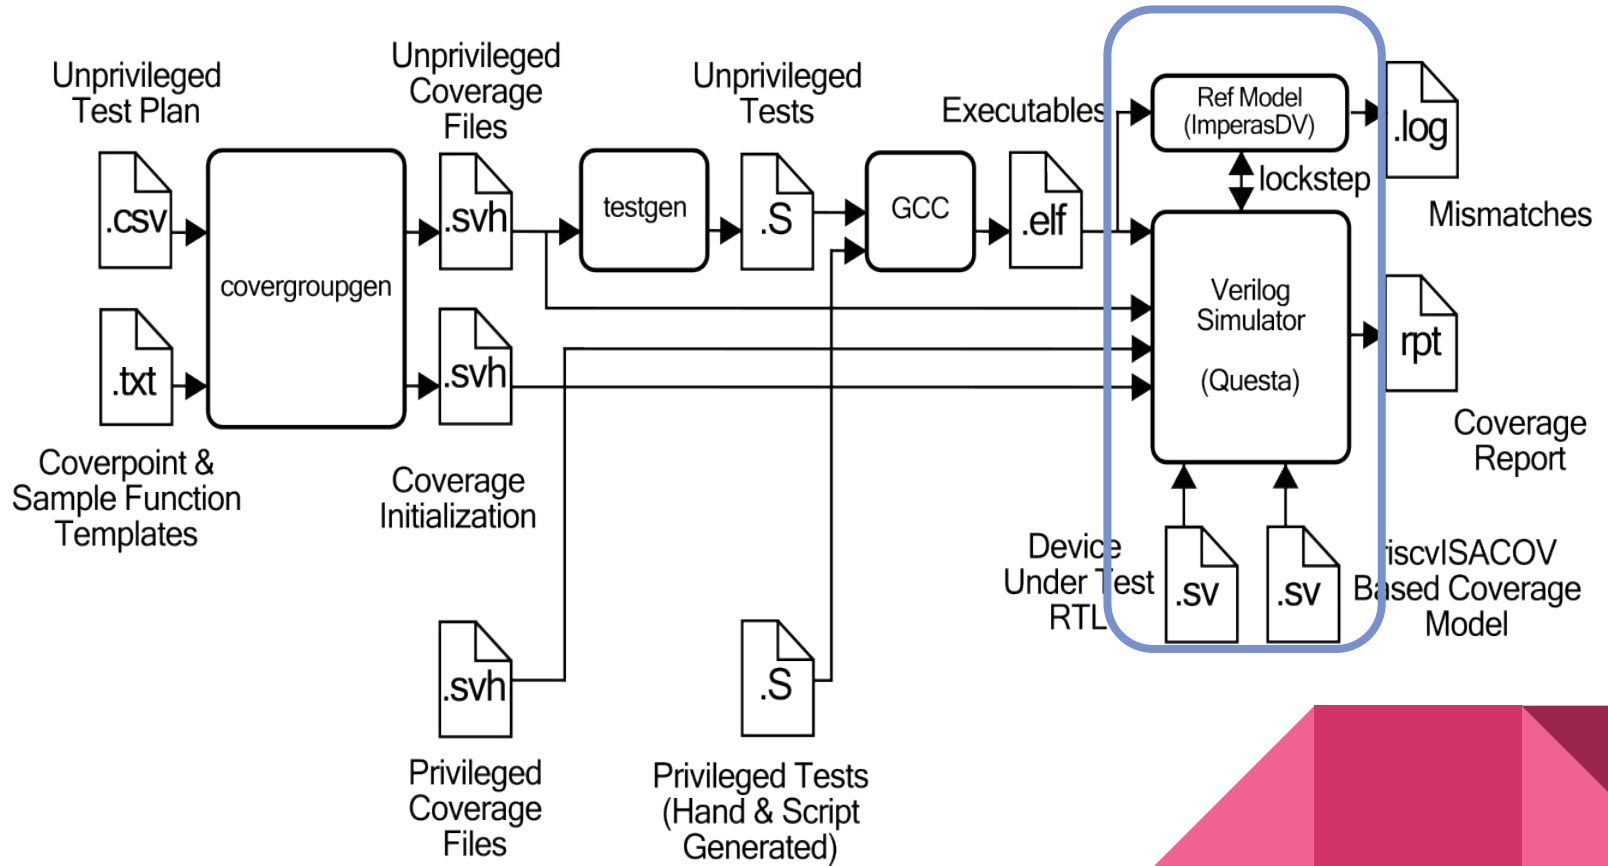 Unprivileged
Test Plan
.csv
.txt
Coverpoint &
Sample Function
Templates
covergroupgen
Unprivileged
Coverage
Files
.svh
.svh
Coverage
Initialization
.svh
Privileged
Coverage
Files
testgen
Unprivileged
Tests
.S
.S
Privileged Tests
(Hand & Script
Generated)
GCC
Executables
.elf
Ref Model
(ImperasDV)
lockstep
Verilog
Simulator
(Questa)
Device
Under Test
RTL
.sv
.sv
riscvISACOV
Based Coverage
Model
.log
Mismatches
rpt
Coverage
Report